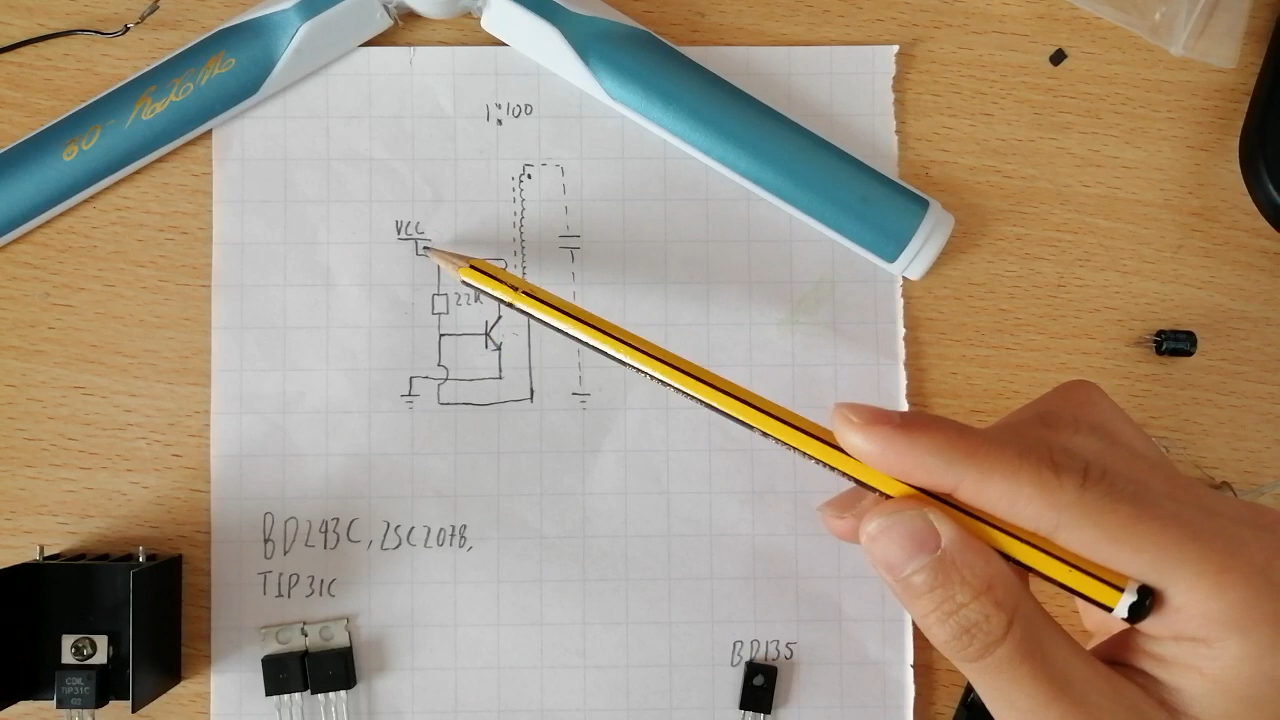 1:100
VCC
22K
BD243C, 2SC2078,
TIP31C
BD135
CDIL
TIP31C